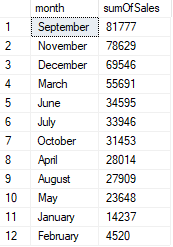 month sumOfSales
1 September 81777
2 November 78629
3 December 69546
4 March 55691
5 June 34595
6 July 33946
7 October 31453
8 April 28014
9 August 27909
10 May 23648
11 January 14237
12 February 4520